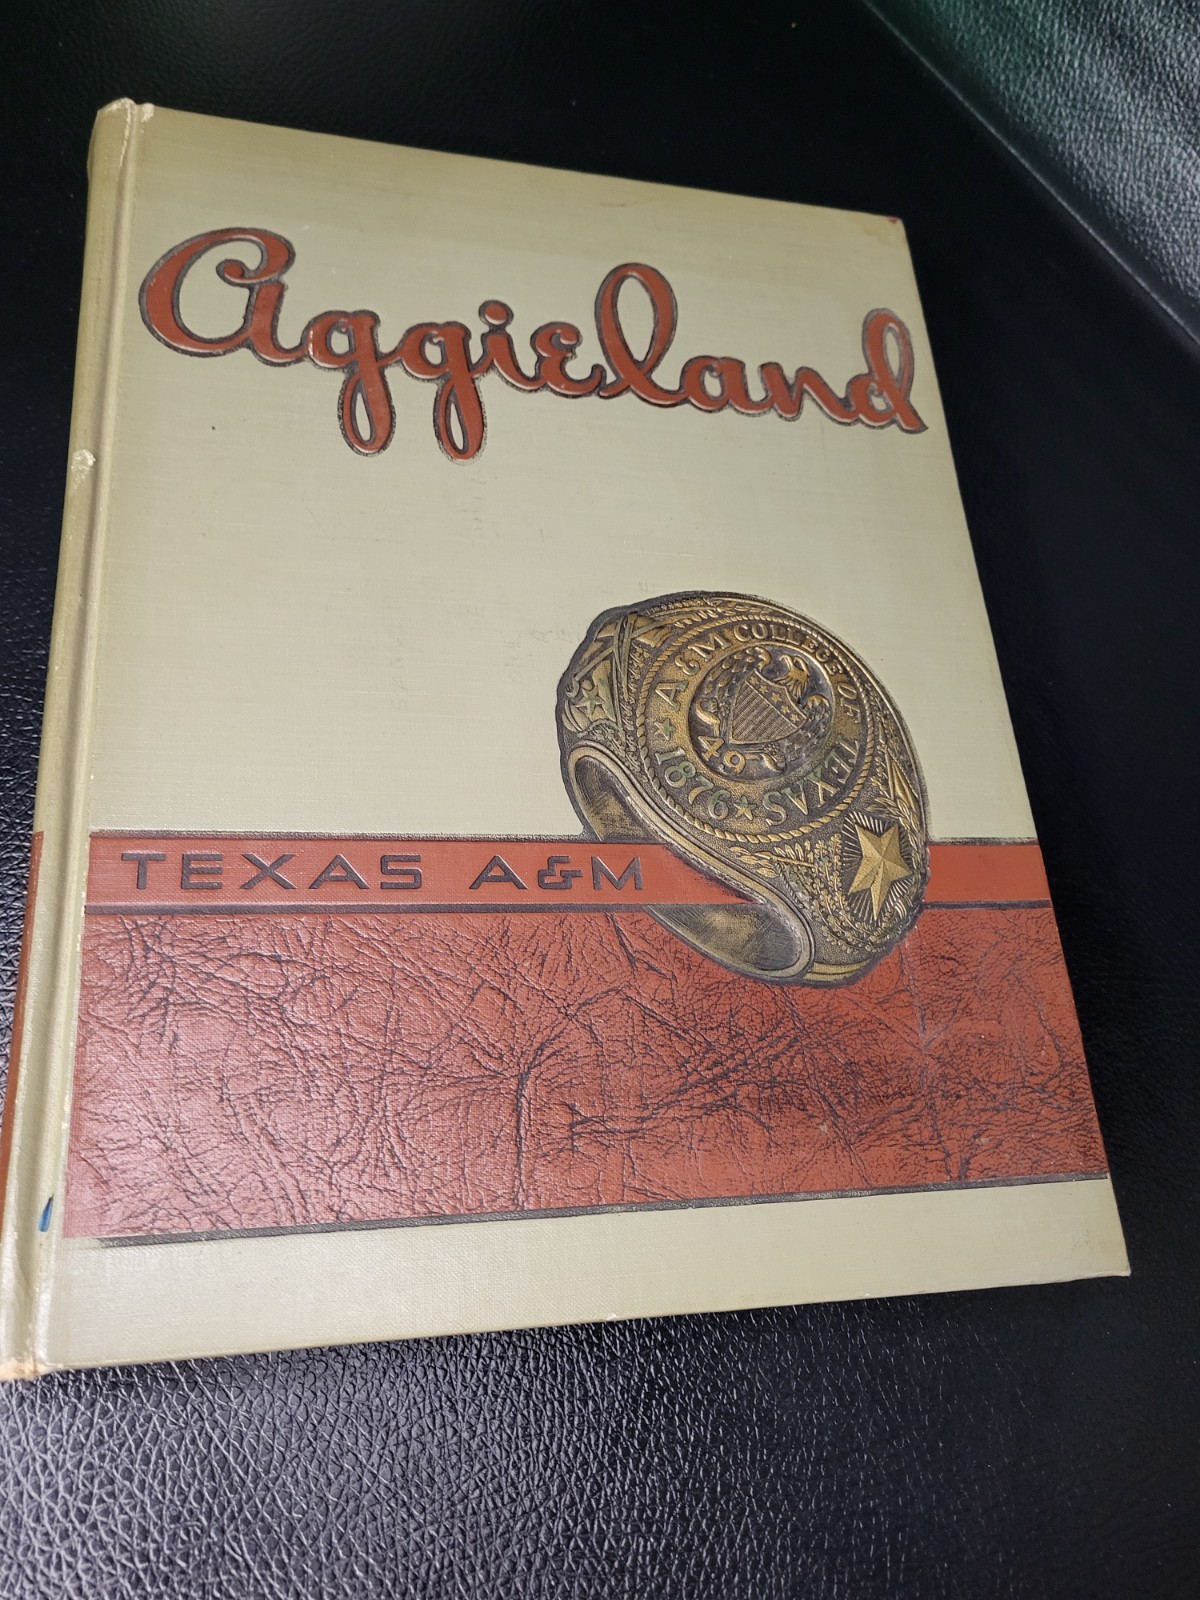 Aggieland
A&M COLLEGE OF TEXAS
★ 1876 ★
49
TEXAS A&M